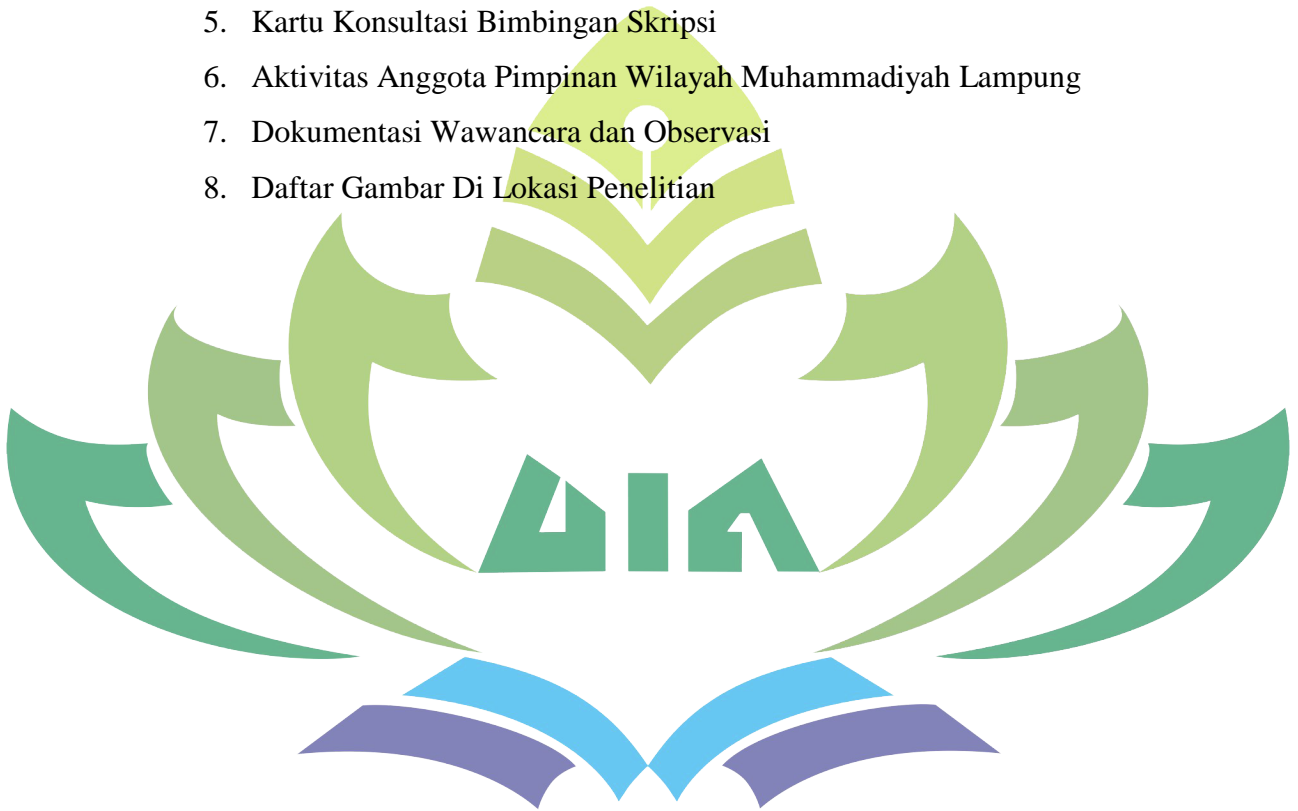 5. Kartu Konsultasi Bimbingan Skripsi
6. Aktivitas Anggota Pimpinan Wilayah Muhammadiyah Lampung
7. Dokumentasi Wawancara dan Observasi
8. Daftar Gambar Di Lokasi Penelitian
UIN